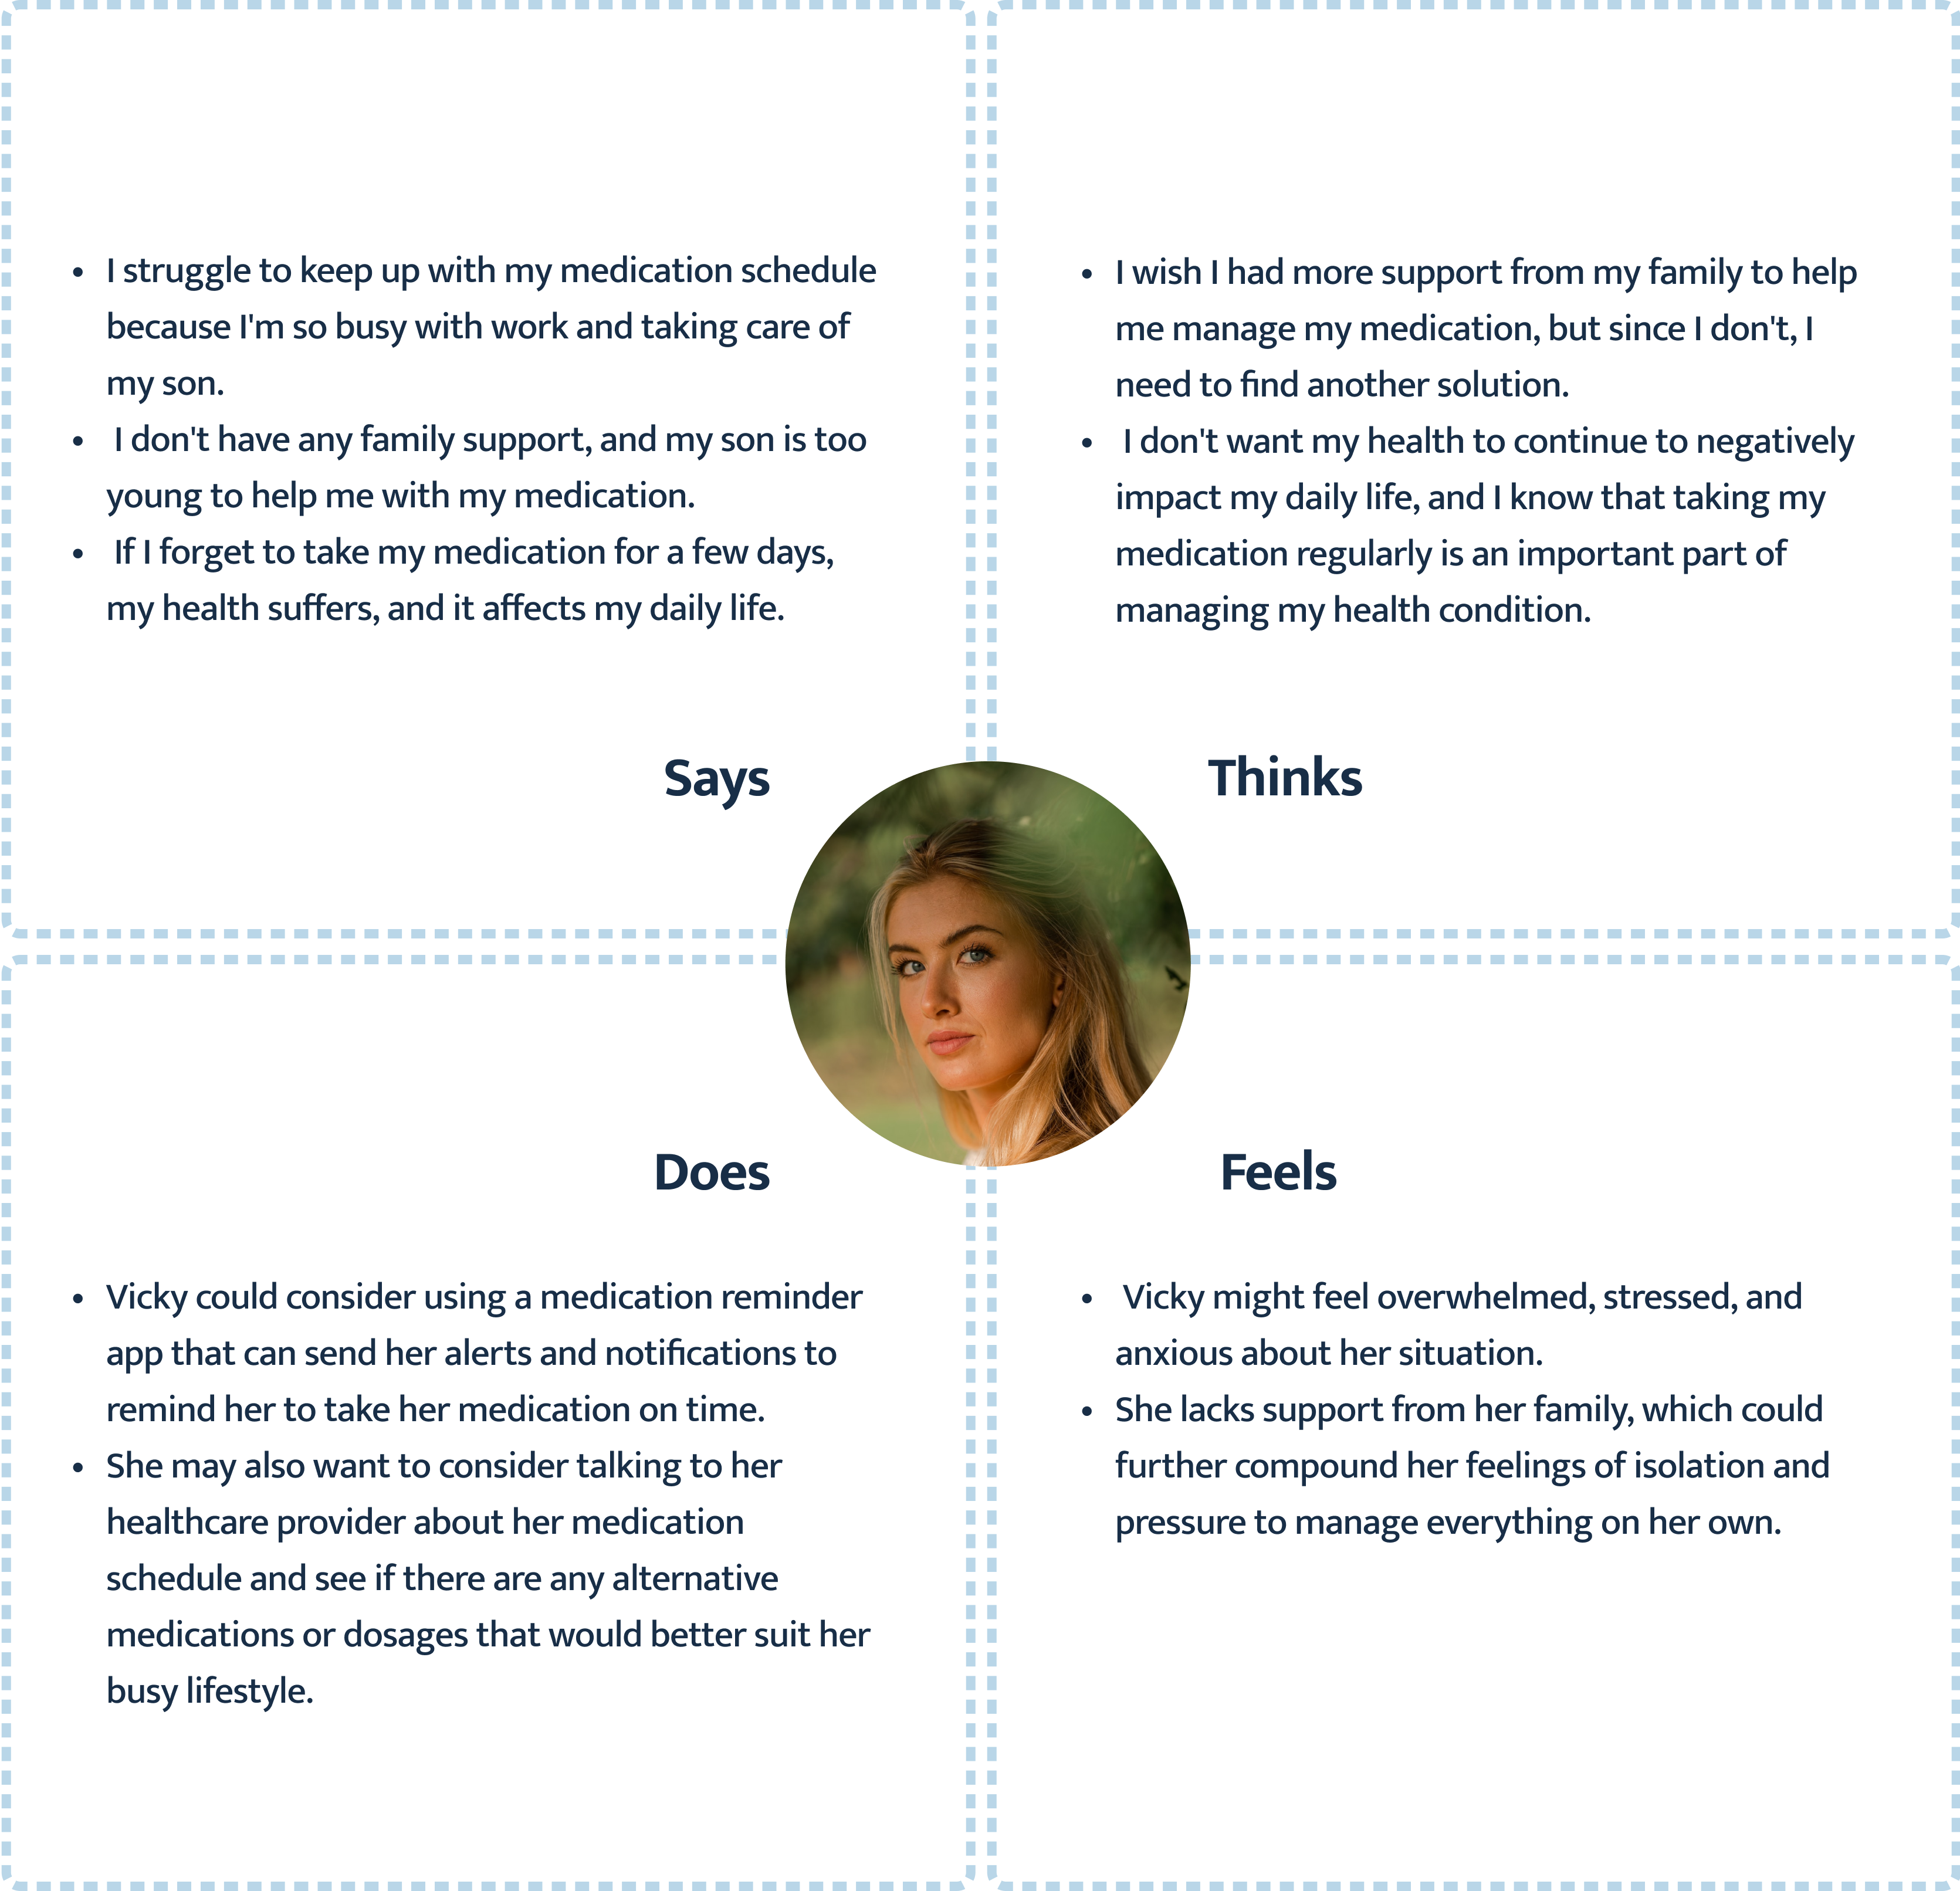 • I struggle to keep up with my medication schedule
because I'm so busy with work and taking care of
my son.
• I don't have any family support, and my son is too
young to help me with my medication.
• If I forget to take my medication for a few days,
my health suffers, and it affects my daily life.
Says
• I wish I had more support from my family to help
me manage my medication, but since I don't, I
need to find another solution.
• I don't want my health to continue to negatively
impact my daily life, and I know that taking my
medication regularly is an important part of
managing my health condition.
Thinks
Does
• Vicky could consider using a medication reminder
app that can send her alerts and notifications to
remind her to take her medication on time.
• She may also want to consider talking to her
healthcare provider about her medication
schedule and see if there are any alternative
medications or dosages that would better suit her
busy lifestyle.
Feels
• Vicky might feel overwhelmed, stressed, and
anxious about her situation.
• She lacks support from her family, which could
further compound her feelings of isolation and
pressure to manage everything on her own.